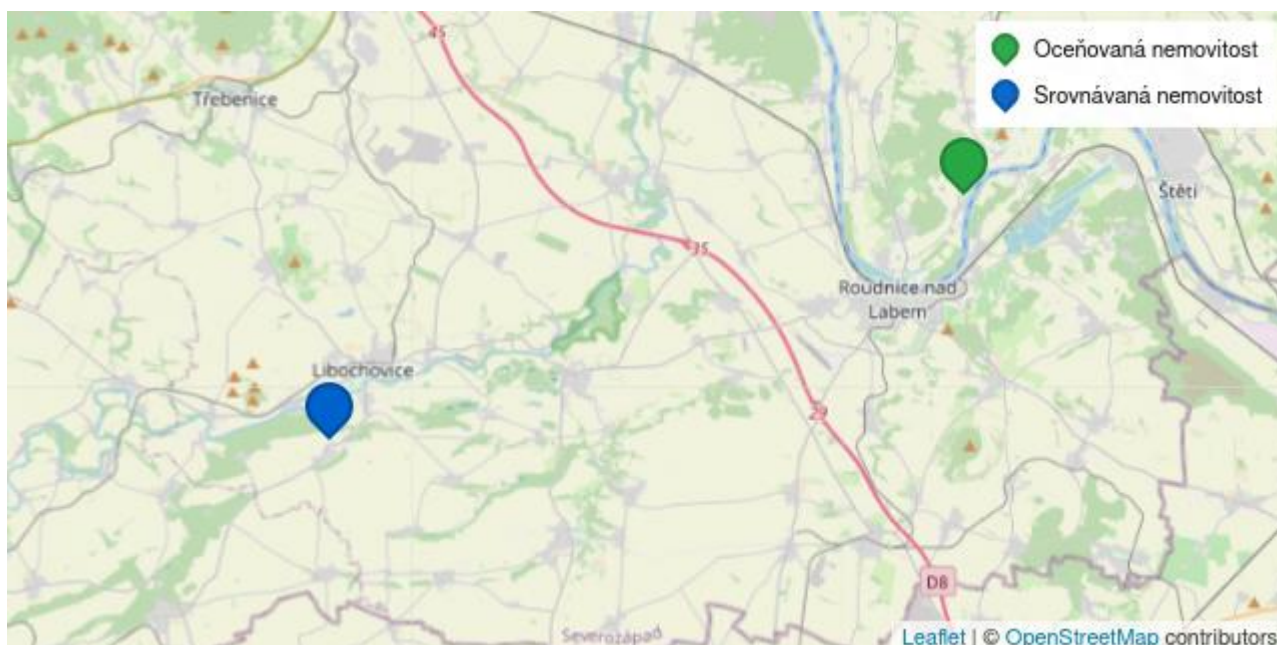 Oceňovaná nemovitost
Srovnávaná nemovitost
45
Třebenice
Štětí
35
Roudnice nad
Labem
Libochovice
29
D8
Severozápad
Leaflet | © OpenStreetMap contributors